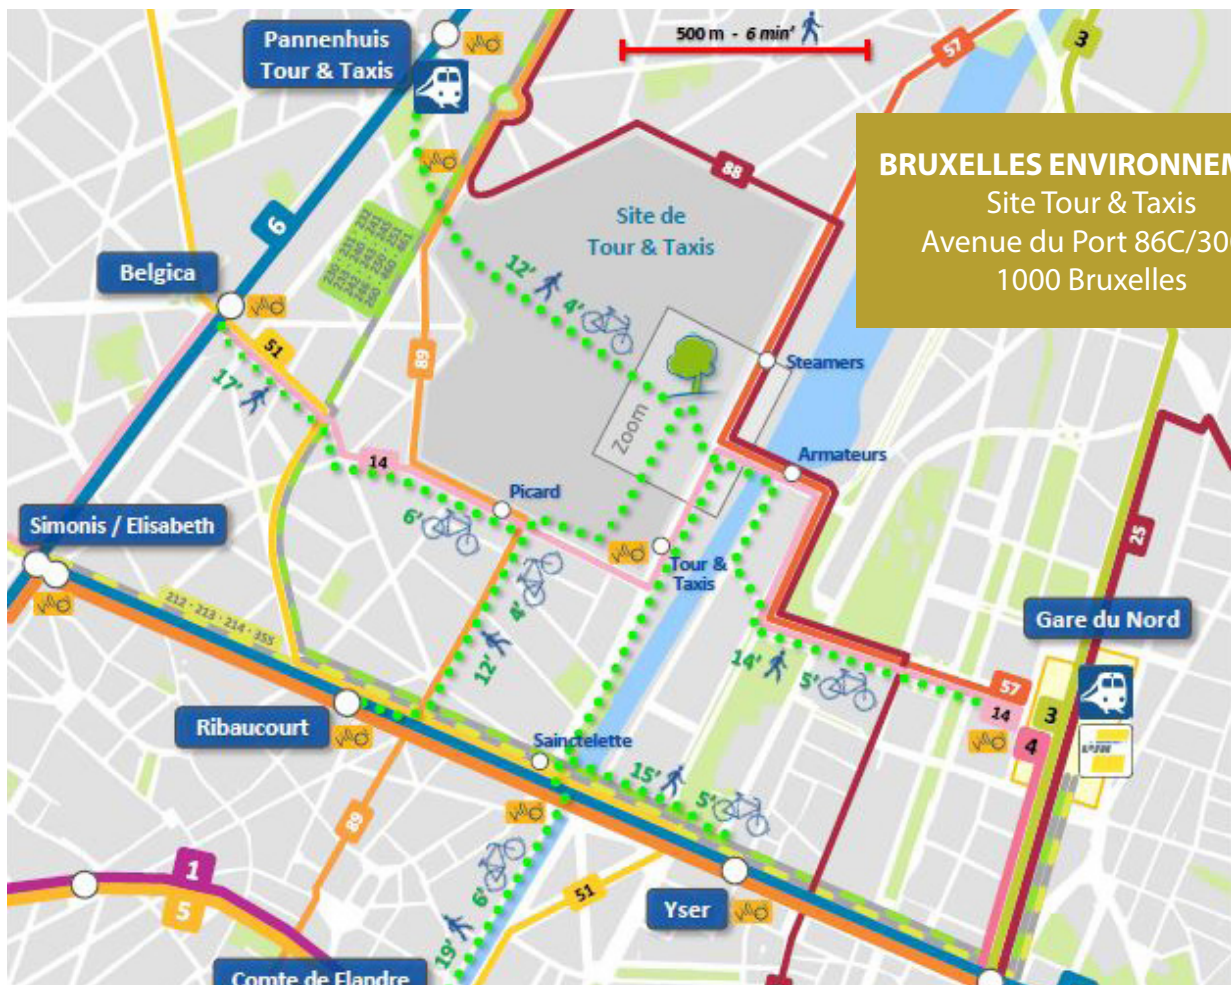 Pannenhuis
Tour & Taxis
500 m - 6 min'
57
3
BRUXELLES ENVIRONNEM
Site Tour & Taxis
Avenue du Port 86C/30
1000 Bruxelles
88
Site de
Tour & Taxis
6
Belgica
12'
4'
51
89
17'
Steamers
Zoom
14
Armateurs
Picard
6'
Simonis / Elisabeth
Tour &
Taxis
25
4'
12'
212 - 213 - 214 - 355
Gare du Nord
14'
5'
57
14
3
4
Ribaucourt
Sainctelette
15'
5'
89
1
5
6'
51
Yser
19'
Comte de Flandre